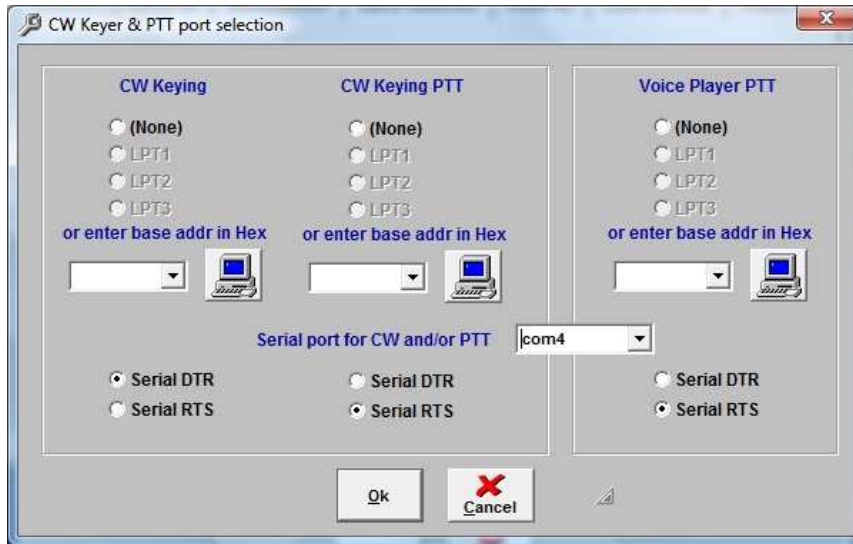 CW Keyer & PTT port selection
CW Keying
(None)
LPT1
LPT2
LPT3
or enter base addr in Hex
CW Keying PTT
(None)
LPT1
LPT2
LPT3
or enter base addr in Hex
Voice Player PTT
(None)
LPT1
LPT2
LPT3
or enter base addr in Hex
Serial port for CW and/or PTT com4
Serial DTR
Serial RTS
Serial DTR
Serial RTS
Serial DTR
Serial RTS
Ok
Cancel